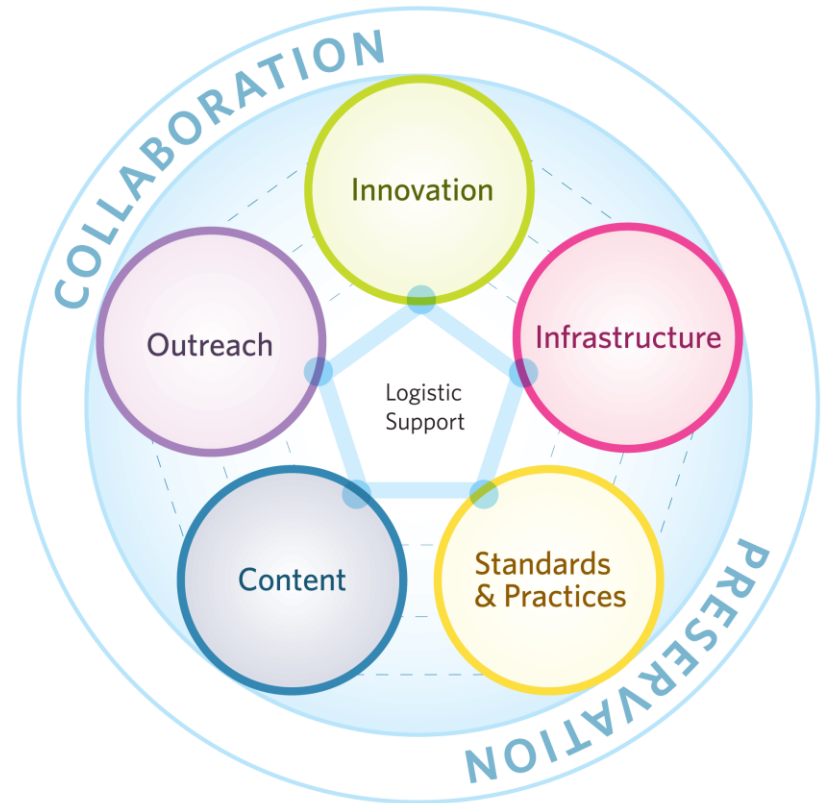 COLLABORATION
Innovation
Outreach
Infrastructure
Logistic
Support
Content
Standards
& Practices
PRESERVATION